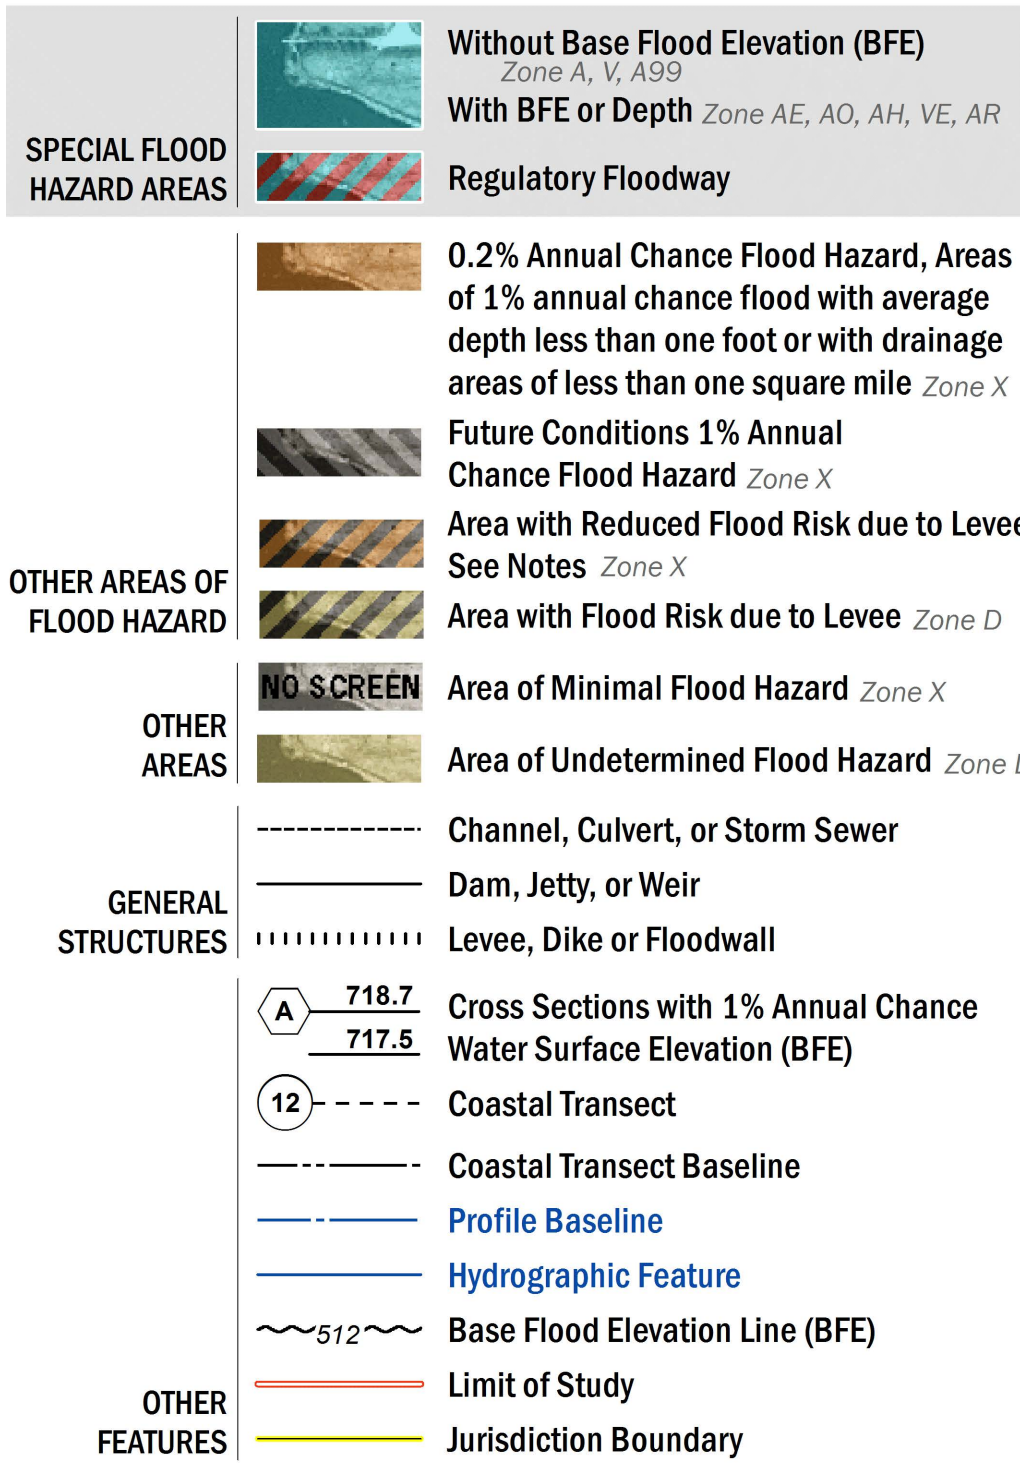 SPECIAL FLOOD
HAZARD AREAS
Without Base Flood Elevation (BFE)
Zone A, V, A99
With BFE or Depth Zone AE, AO, AH, VE, AR
Regulatory Floodway
OTHER AREAS OF
FLOOD HAZARD
0.2% Annual Chance Flood Hazard, Areas
of 1% annual chance flood with average
depth less than one foot or with drainage
areas of less than one square mile Zone X
Future Conditions 1% Annual
Chance Flood Hazard Zone X
Area with Reduced Flood Risk due to Levee
See Notes Zone X
Area with Flood Risk due to Levee Zone D
OTHER
AREAS
NO SCREEN Area of Minimal Flood Hazard Zone X
Area of Undetermined Flood Hazard Zone
GENERAL
STRUCTURES
Channel, Culvert, or Storm Sewer
Dam, Jetty, or Weir
Levee, Dike or Floodwall
OTHER
FEATURES
A 718.7 Cross Sections with 1% Annual Chance
717.5 Water Surface Elevation (BFE)
12 Coastal Transect
Coastal Transect Baseline
Profile Baseline
Hydrographic Feature
512 Base Flood Elevation Line (BFE)
Limit of Study
Jurisdiction Boundary